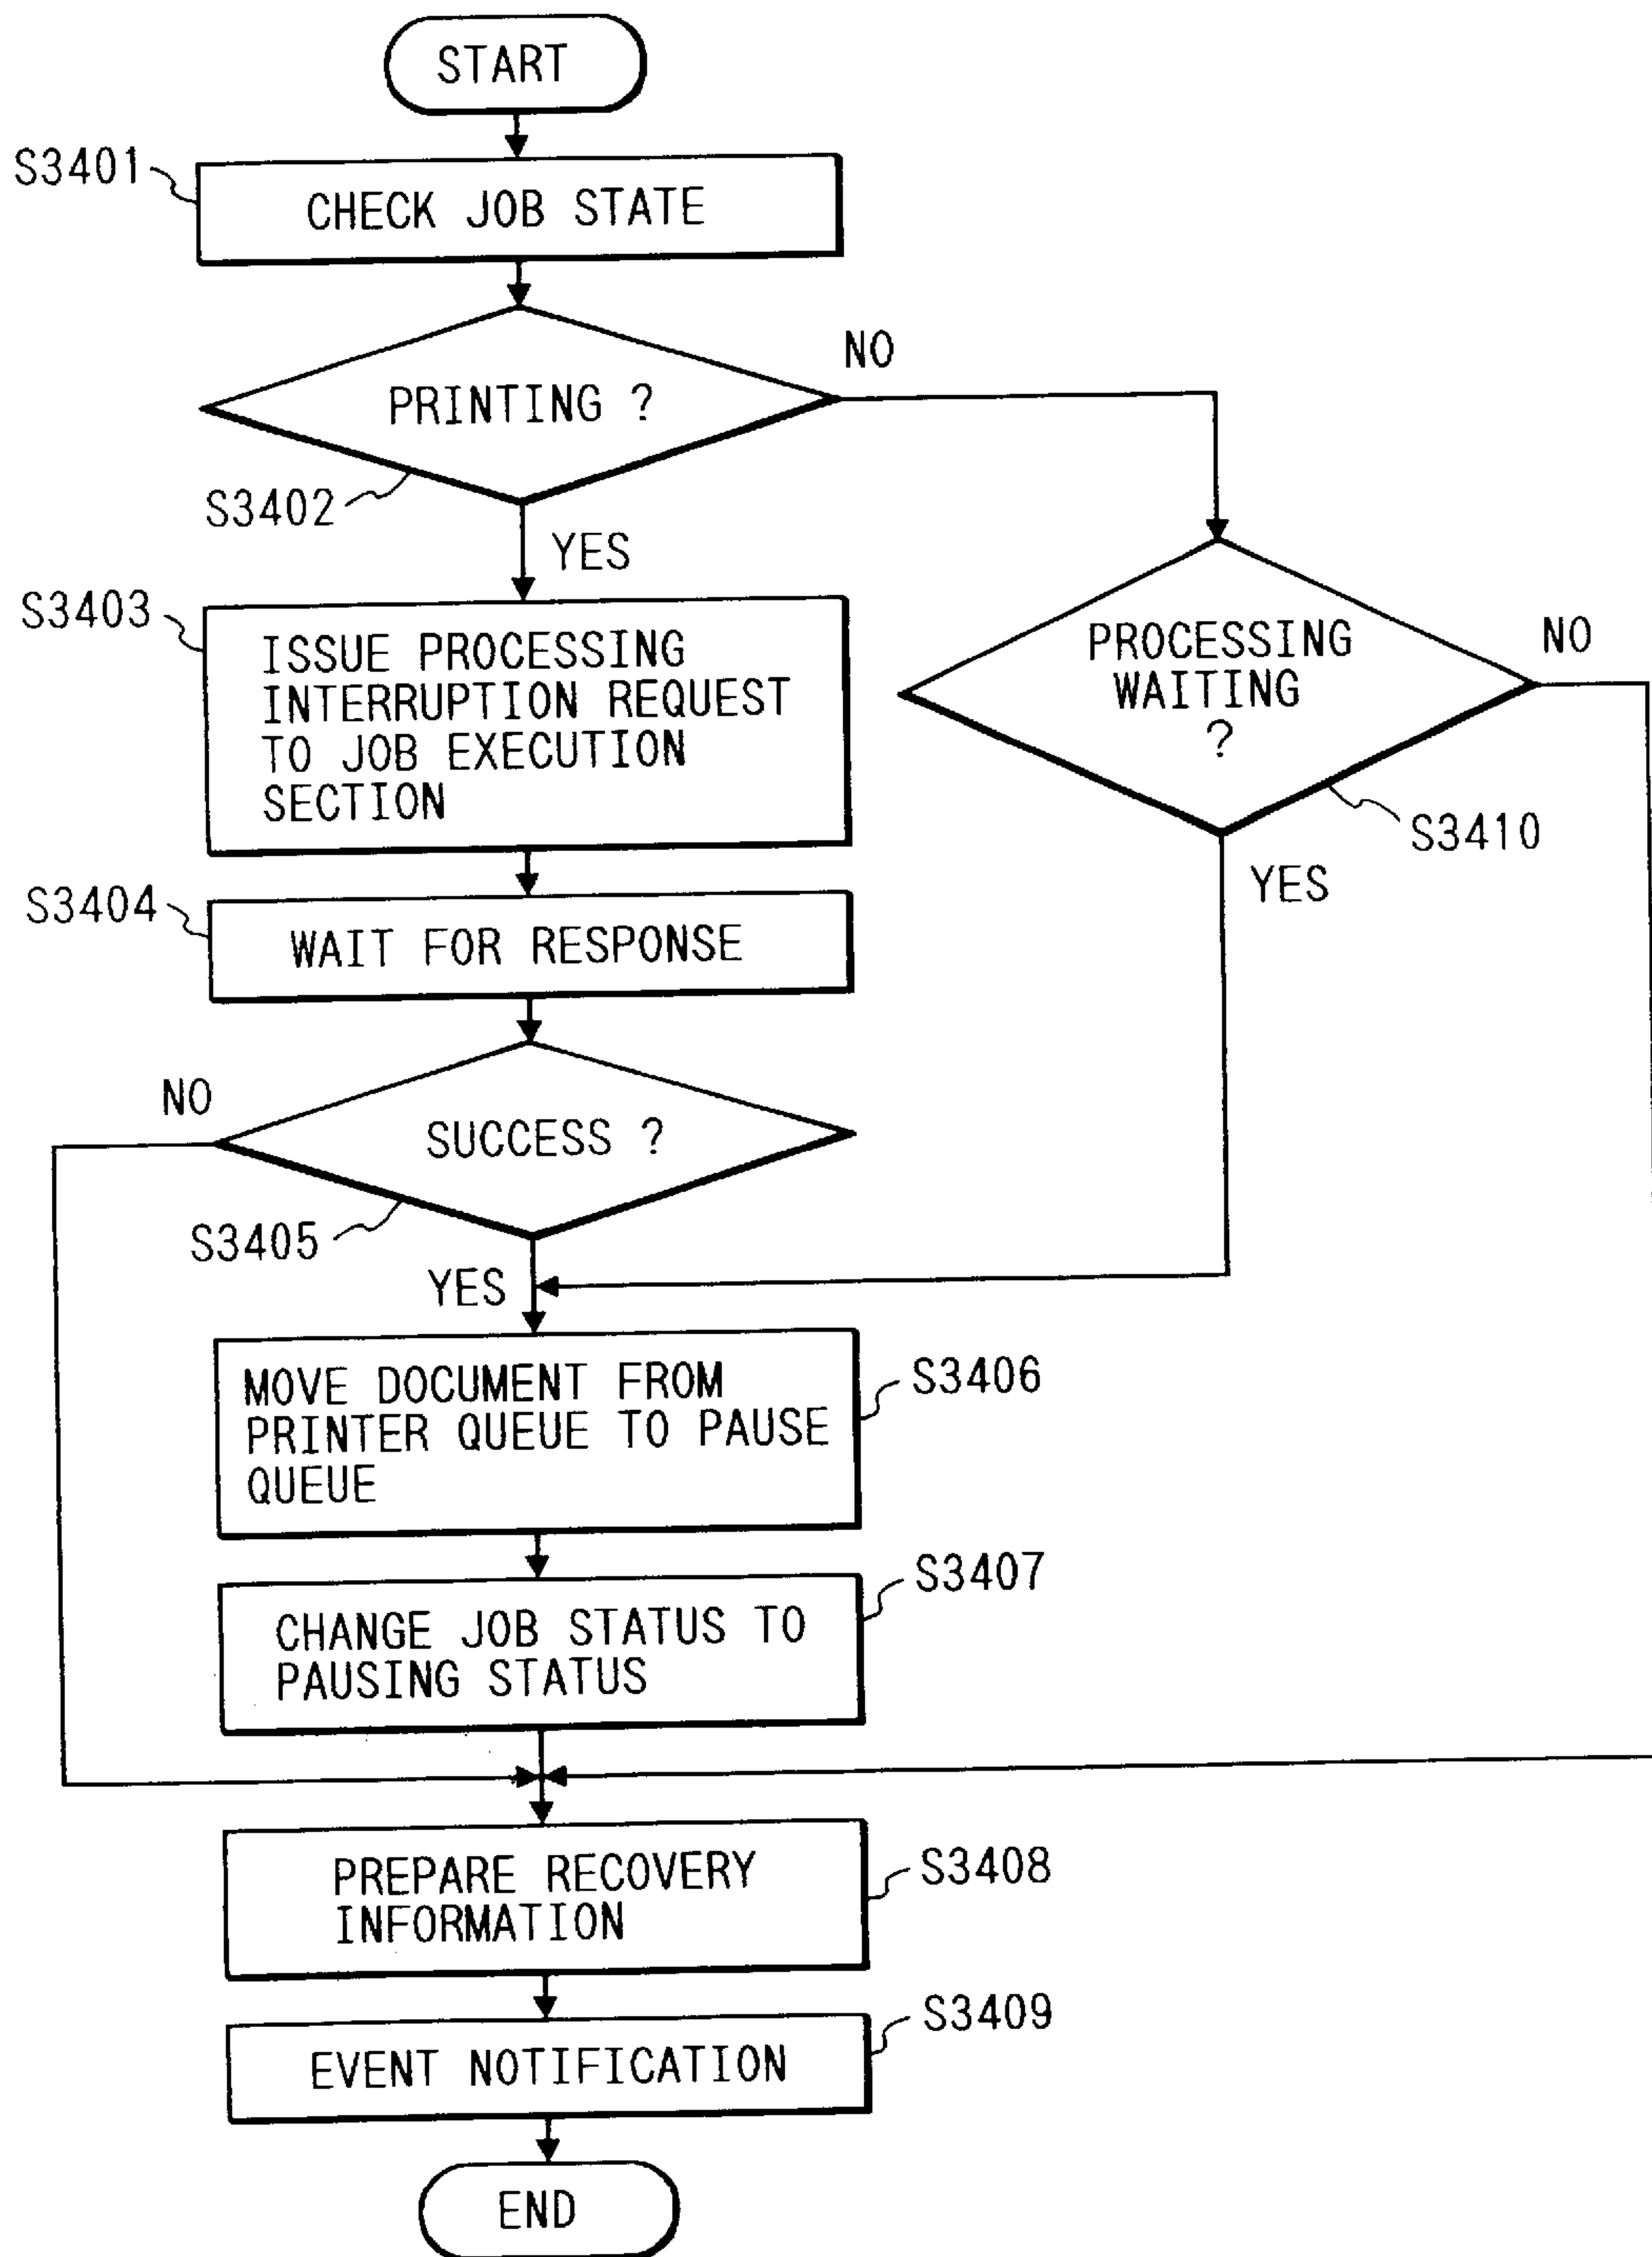 START
S3401
CHECK JOB STATE
NO
PRINTING ?
S3402
YES
S3403
ISSUE PROCESSING
INTERRUPTION REQUEST
TO JOB EXECUTION
SECTION
PROCESSING
WAITING
?
NO
S3410
YES
S3404
WAIT FOR RESPONSE
NO
SUCCESS ?
S3405
YES
MOVE DOCUMENT FROM
PRINTER QUEUE TO PAUSE
QUEUE
S3406
S3407
CHANGE JOB STATUS TO
PAUSING STATUS
PREPARE RECOVERY
INFORMATION
S3408
S3409
EVENT NOTIFICATION
END